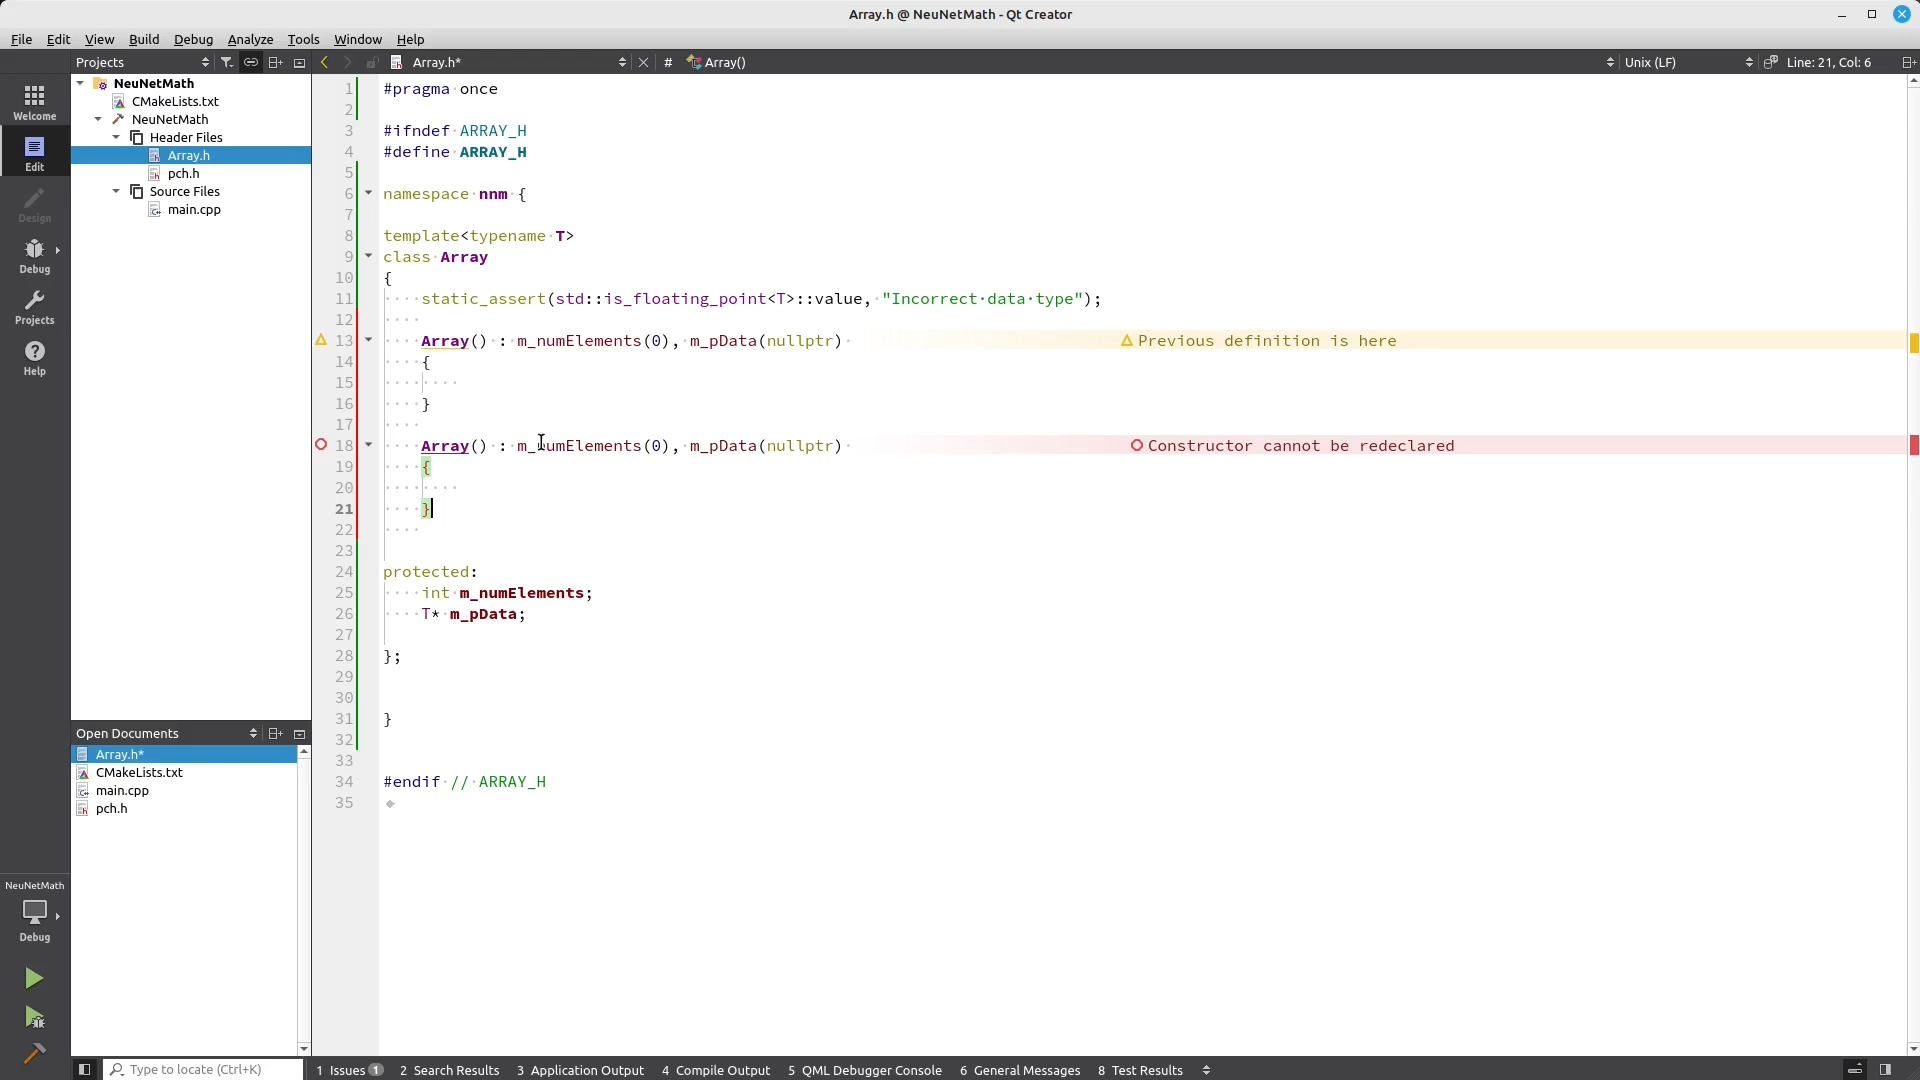 Array.h @ NeuNetMath - Qt Creator
File Edit View Build Debug Analyze Tools Window Help
Projects
Array.h*
# Array()
Unix (LF)
Line: 21, Col: 6
Welcome
Edit
Design
Debug
Projects
Help
NeuNetMath
CMakeLists.txt
NeuNetMath
Header Files
Array.h
pch.h
Source Files
main.cpp
1 #pragma once
2
3 #ifndef ARRAY_H
4 #define ARRAY_H
5
6 namespace nnm {
7
8 template<typename T>
9 class Array
10 {
11 static_assert(std::is_floating_point<T>::value, "Incorrect data type");
12
13 Array() : m_numElements(0), m_pData(nullptr) Previous definition is here
14 {
15
16 }
17
18 Array() : m_numElements(0), m_pData(nullptr) Constructor cannot be redeclared
19 {
20
21 }
22
23
24 protected:
25 int m_numElements;
26 T* m_pData;
27
28 };
29
30
31 }
32
33
34 #endif // ARRAY_H
35
Open Documents
Array.h*
CMakeLists.txt
main.cpp
pch.h
NeuNetMath
Debug
Type to locate (Ctrl+K)
1 Issues 1 2 Search Results 3 Application Output 4 Compile Output 5 QML Debugger Console 6 General Messages 8 Test Results